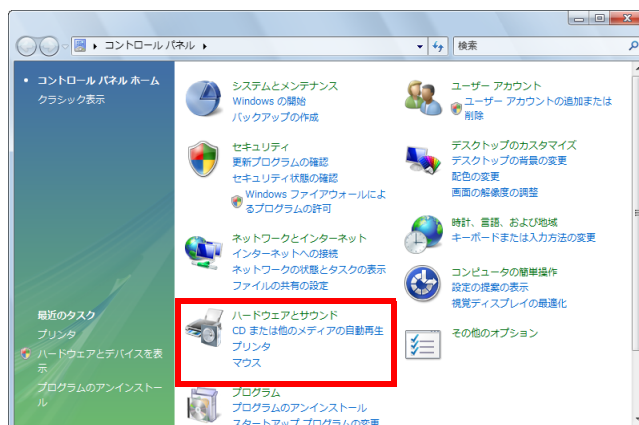 コントロール パネル
検索
コントロール パネル ホーム
クラシック表示
最近のタスク
プリンタ
ハードウェアとデバイスを表
示
プログラムのアンインストー
ル
システムとメンテナンス
Windows の開始
バックアップの作成
セキュリティ
更新プログラムの確認
セキュリティ状態の確認
Windows ファイアウォールによ
るプログラムの許可
ネットワークとインターネット
インターネットへの接続
ネットワークの状態とタスクの表示
ファイルの共有の設定
ハードウェアとサウンド
CD または他のメディアの自動再生
プリンタ
マウス
プログラム
プログラムのアンインストール
スタートアップ プログラムの変更
ユーザー アカウント
ユーザー アカウントの追加または
削除
デスクトップのカスタマイズ
デスクトップの背景の変更
配色の変更
画面の解像度の調整
時計、言語、および地域
キーボードまたは入力方法の変更
コンピュータの簡単操作
設定の提案の表示
視覚ディスプレイの最適化
その他のオプション